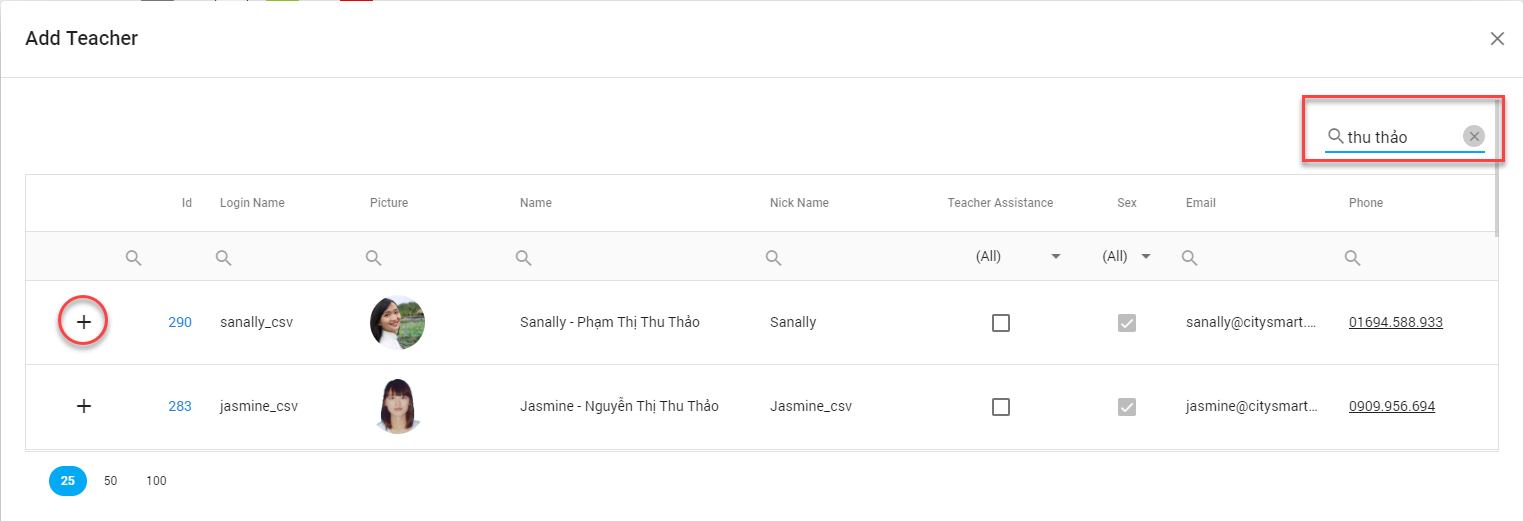 Add Teacher
thu thảo
Id Login Name Picture Name Nick Name Teacher Assistance Sex Email Phone
(All) (All)
290 sanally_csv Sanally - Phạm Thị Thu Thảo Sanally sanally@citysmart.... 01694.588.933
283 jasmine_csv Jasmine - Nguyễn Thị Thu Thảo Jasmine_csv jasmine@citysmart... 0909.956.694
25 50 100